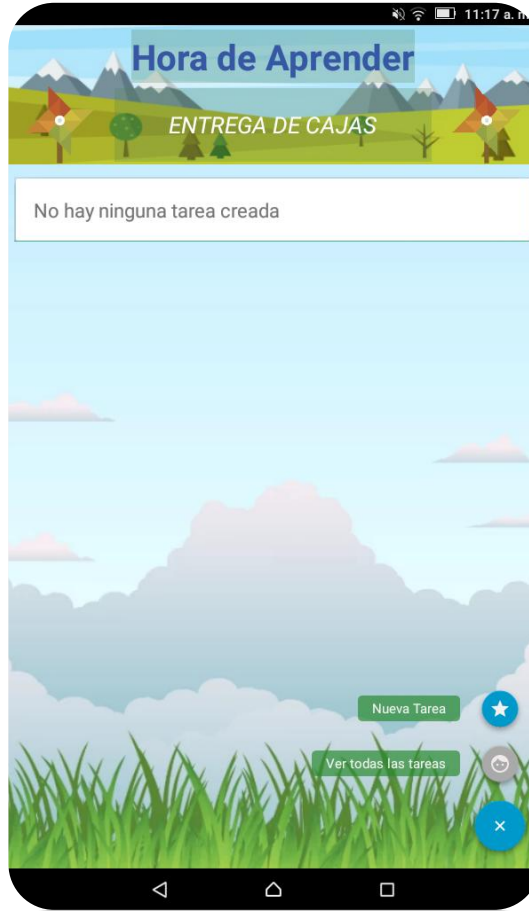 11:17 a. m
Hora de Aprender
ENTREGA DE CAJAS
No hay ninguna tarea creada
Nueva Tarea
Ver todas las tareas